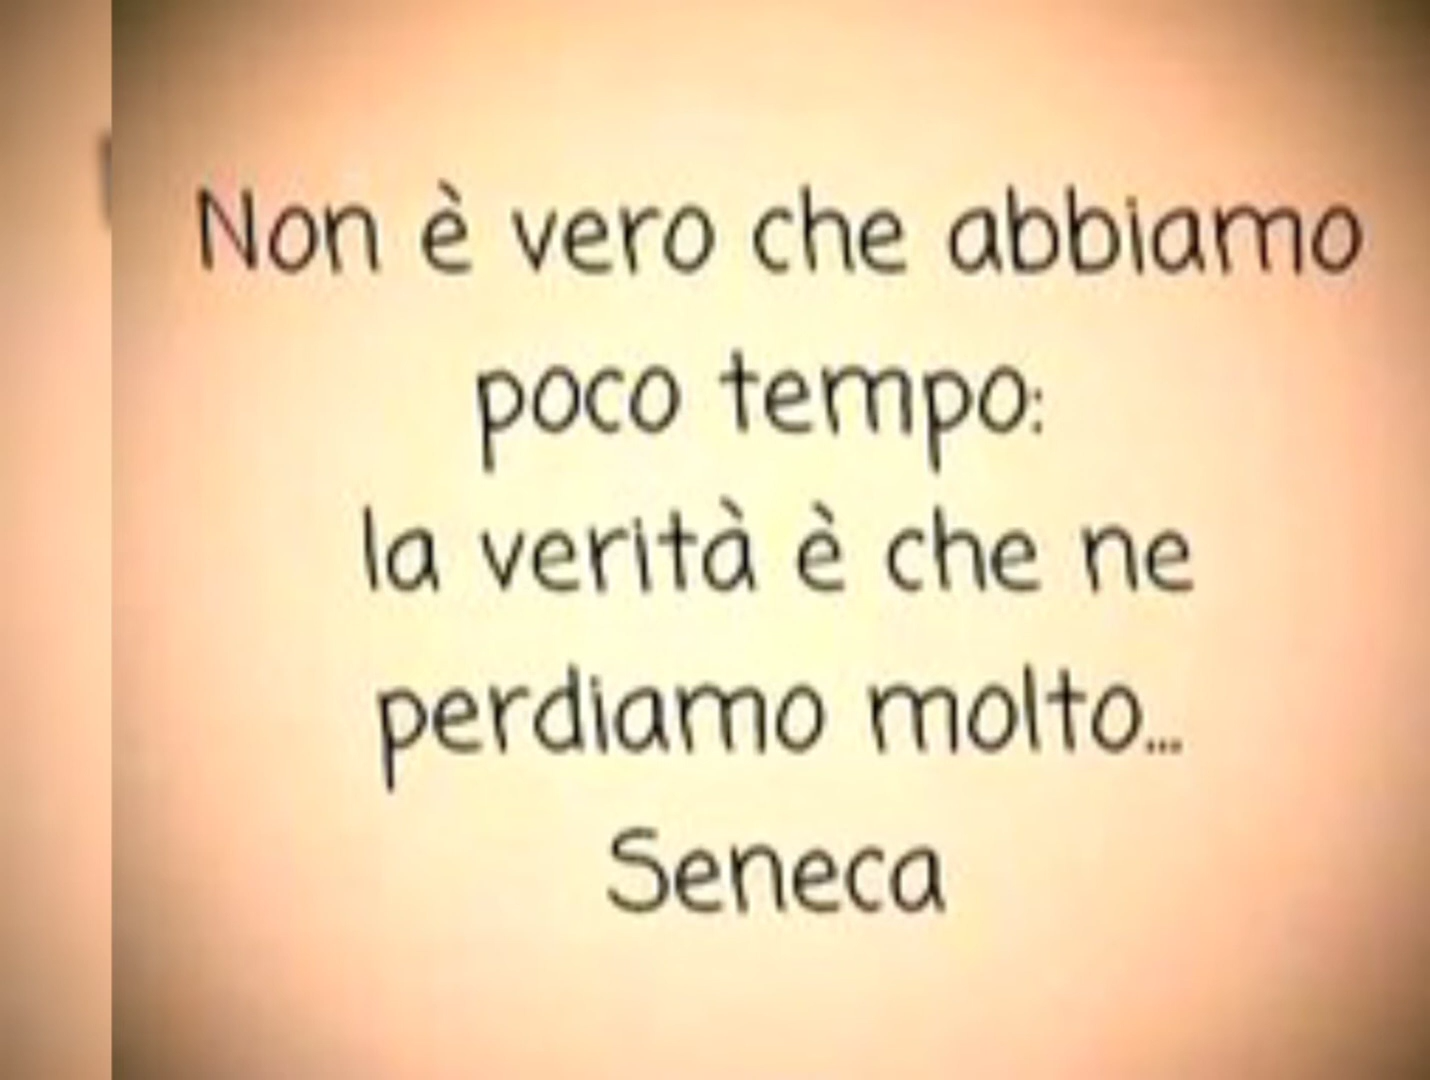 Non è vero che abbiamo
poco tempo:
la verità è che ne
perdiamo molto...
Seneca